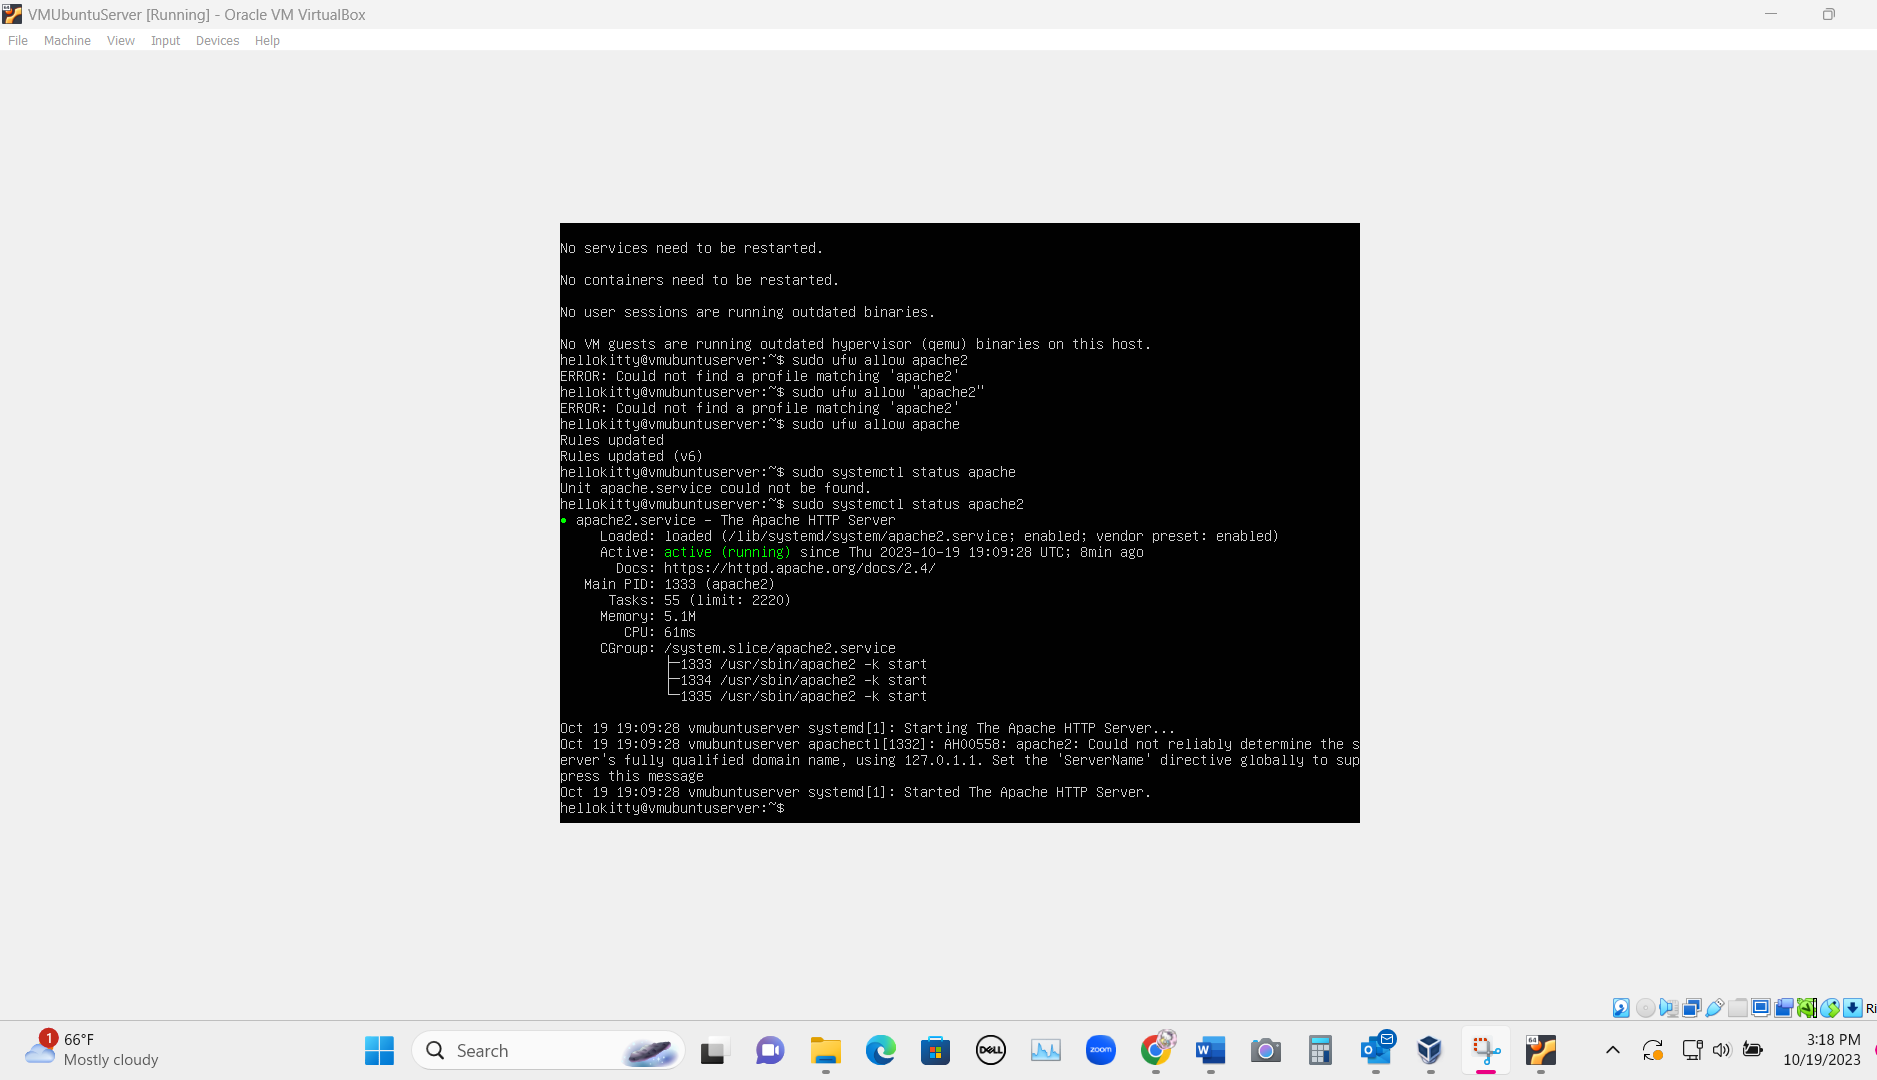 VMUbuntuServer [Running] - Oracle VM VirtualBox
File Machine View Input Devices Help
No services need to be restarted.
No containers need to be restarted.
No user sessions are running outdated binaries.
No VM guests are running outdated hypervisor (qemu) binaries on this host.
hellokitty@vmubuntuserver:~$ sudo ufw allow apache2
ERROR: Could not find a profile matching 'apache2'
hellokitty@vmubuntuserver:~$ sudo ufw allow "apache2"
ERROR: Could not find a profile matching 'apache2'
hellokitty@vmubuntuserver:~$ sudo ufw allow apache
Rules updated
Rules updated (v6)
hellokitty@vmubuntuserver:~$ sudo systemctl status apache
Unit apache.service could not be found.
hellokitty@vmubuntuserver:~$ sudo systemctl status apache2
● apache2.service - The Apache HTTP Server
Loaded: loaded (/lib/systemd/system/apache2.service; enabled; vendor preset: enabled)
Active: active (running) since Thu 2023-10-19 19:09:28 UTC; 8min ago
Docs: https://httpd.apache.org/docs/2.4/
Main PID: 1333 (apache2)
Tasks: 55 (limit: 2220)
Memory: 5.1M
CPU: 61ms
CGroup: /system.slice/apache2.service
├─1333 /usr/sbin/apache2 -k start
├─1334 /usr/sbin/apache2 -k start
└─1335 /usr/sbin/apache2 -k start
Oct 19 19:09:28 vmubuntuserver systemd[1]: Starting The Apache HTTP Server...
Oct 19 19:09:28 vmubuntuserver apachectl[1332]: AH00558: apache2: Could not reliably determine the s
erver's fully qualified domain name, using 127.0.1.1. Set the 'ServerName' directive globally to sup
press this message
Oct 19 19:09:28 vmubuntuserver systemd[1]: Started The Apache HTTP Server.
hellokitty@vmubuntuserver:~$
Ri
1
66°F
Mostly cloudy
Search
DELL
zoom
W
64
3:18 PM
10/19/2023